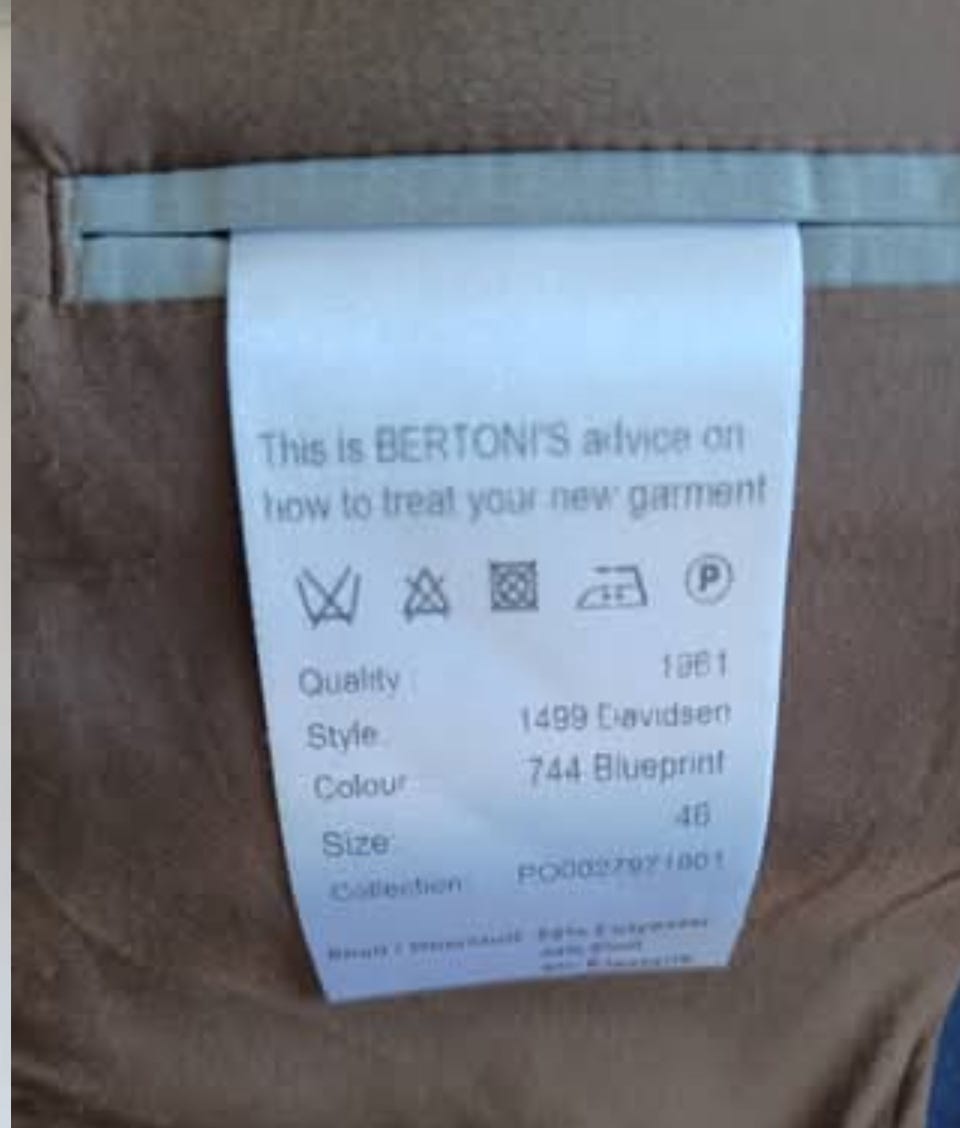 This is BERTONI'S advice on
how to treat your new garment
P
Quality: 1961
Style: 1499 Davidsen
Colour 744 Blueprint
Size: 46
Collection
Shell /